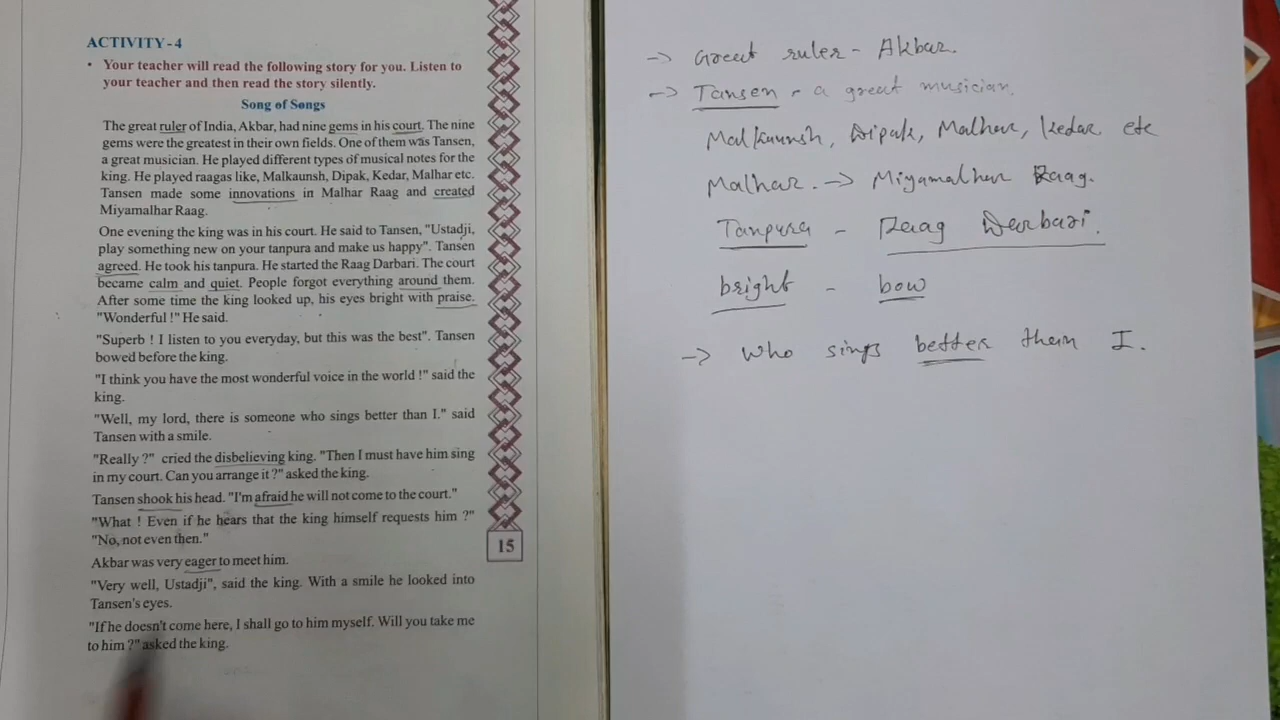 ACTIVITY - 4
• Your teacher will read the following story for you. Listen to
your teacher and then read the story silently.
Song of Songs
The great ruler of India, Akbar, had nine gems in his court. The nine
gems were the greatest in their own fields. One of them was Tansen,
a great musician. He played different types of musical notes for the
king. He played raagas like, Malkaunsh, Dipak, Kedar, Malhar etc.
Tansen made some innovations in Malhar Raag and created
Miyamalhar Raag.
One evening the king was in his court. He said to Tansen, "Ustadji,
play something new on your tanpura and make us happy". Tansen
agreed. He took his tanpura. He started the Raag Darbari. The court
became calm and quiet. People forgot everything around them.
After some time the king looked up, his eyes bright with praise.
"Wonderful !" He said.
"Superb ! I listen to you everyday, but this was the best". Tansen
bowed before the king.
"I think you have the most wonderful voice in the world !" said the
king.
"Well, my lord, there is someone who sings better than I." said
Tansen with a smile.
"Really ?" cried the disbelieving king. "Then I must have him sing
in my court. Can you arrange it ?" asked the king.
Tansen shook his head. "I'm afraid he will not come to the court."
"What ! Even if he hears that the king himself requests him ?"
"No, not even then."
Akbar was very eager to meet him.
"Very well, Ustadji", said the king. With a smile he looked into
Tansen's eyes.
"If he doesn't come here, I shall go to him myself. Will you take me
to him ?" asked the king.
15
-> Great ruler - Akbar.
-> Tansen - a great musician.
Malkaunsh, Dipak, Malhar, Kedar etc
Malhar. -> Miyamalhar Raag.
Tanpura - Raag Darbari.
bright - bow
-> Who sings better than I.